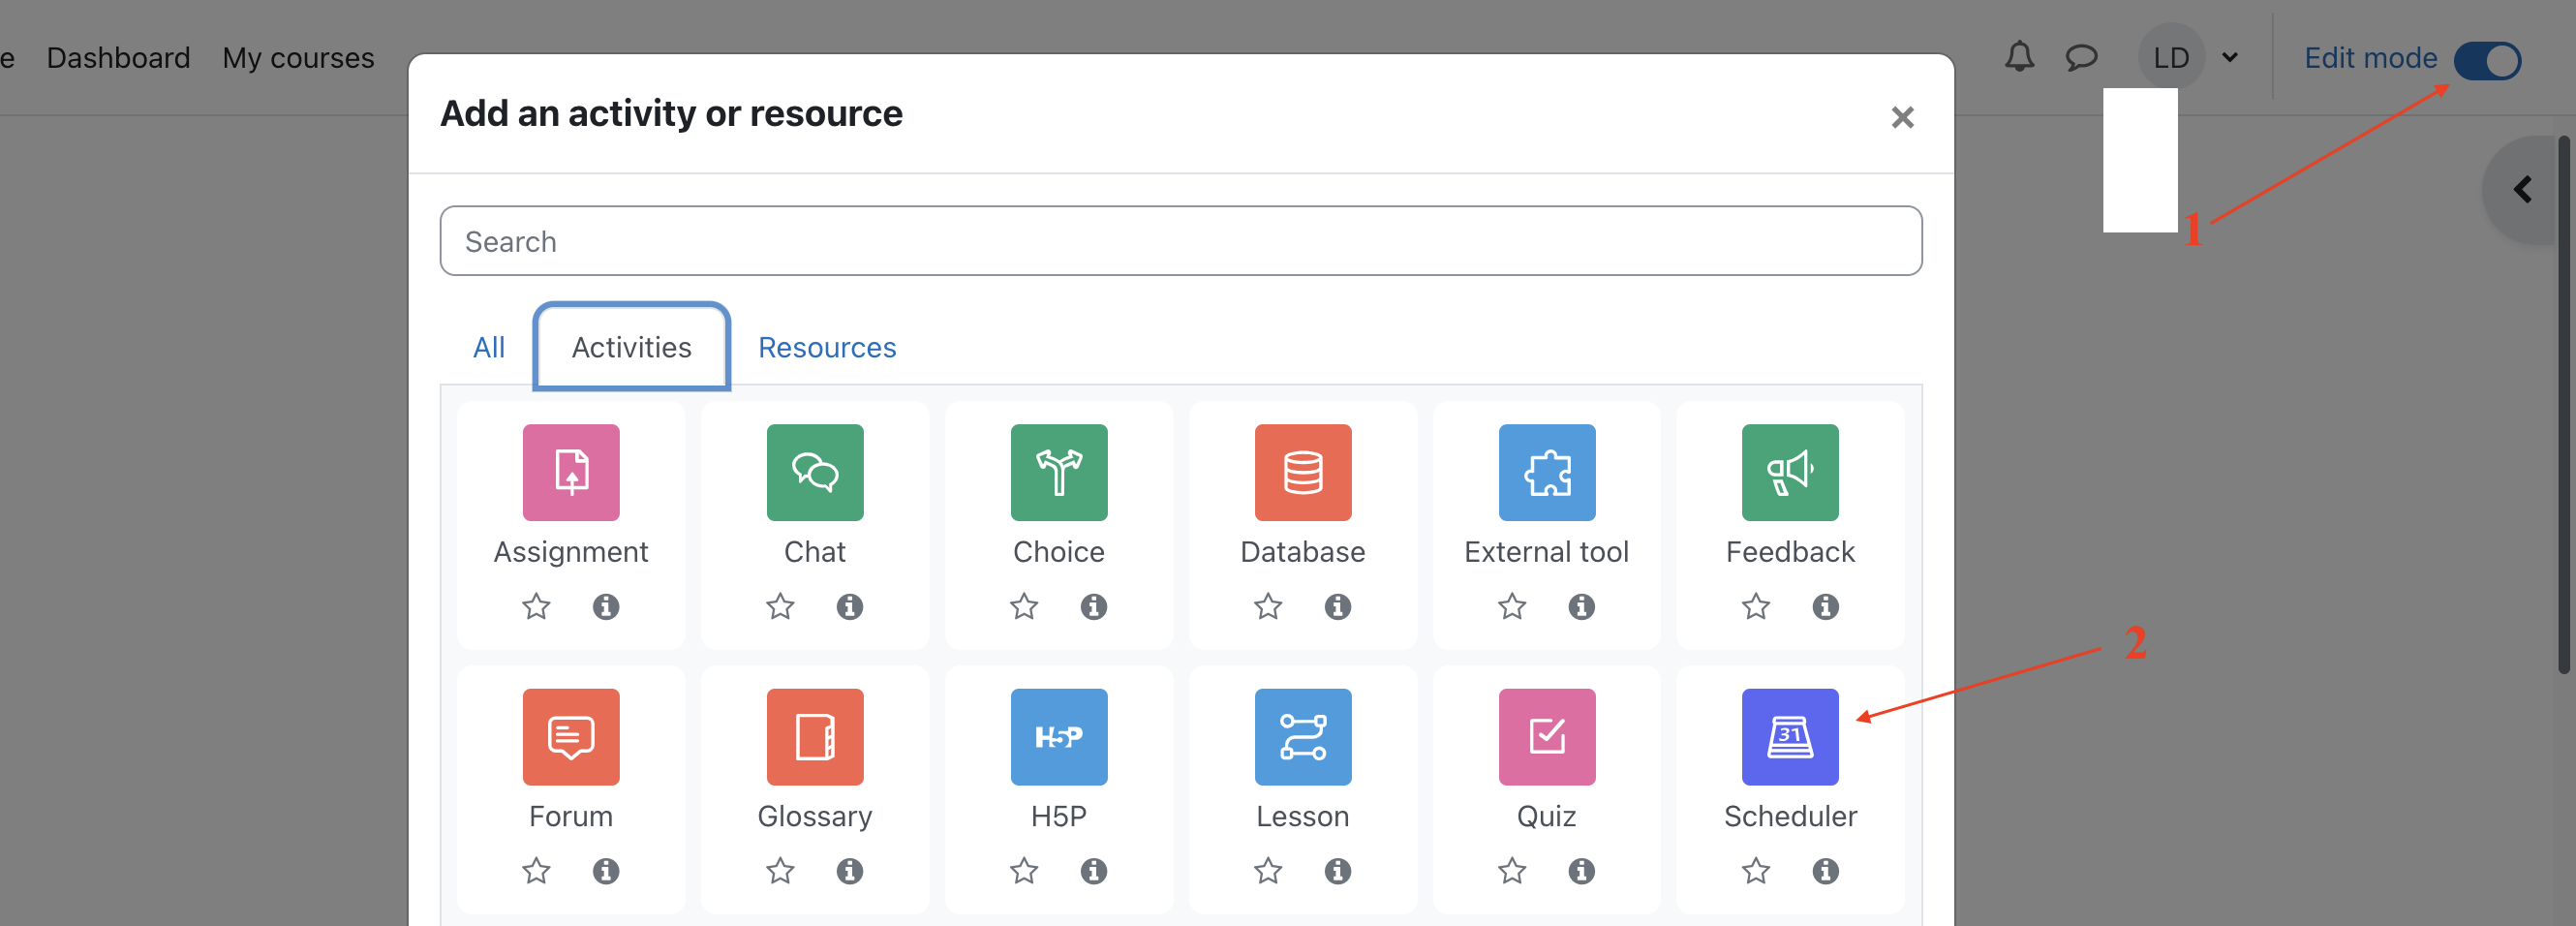 e Dashboard My courses LD Edit mode
Add an activity or resource
1
Search
All Activities Resources
Assignment Chat Choice Database External tool Feedback
2
31
H5P
Forum Glossary H5P Lesson Quiz Scheduler